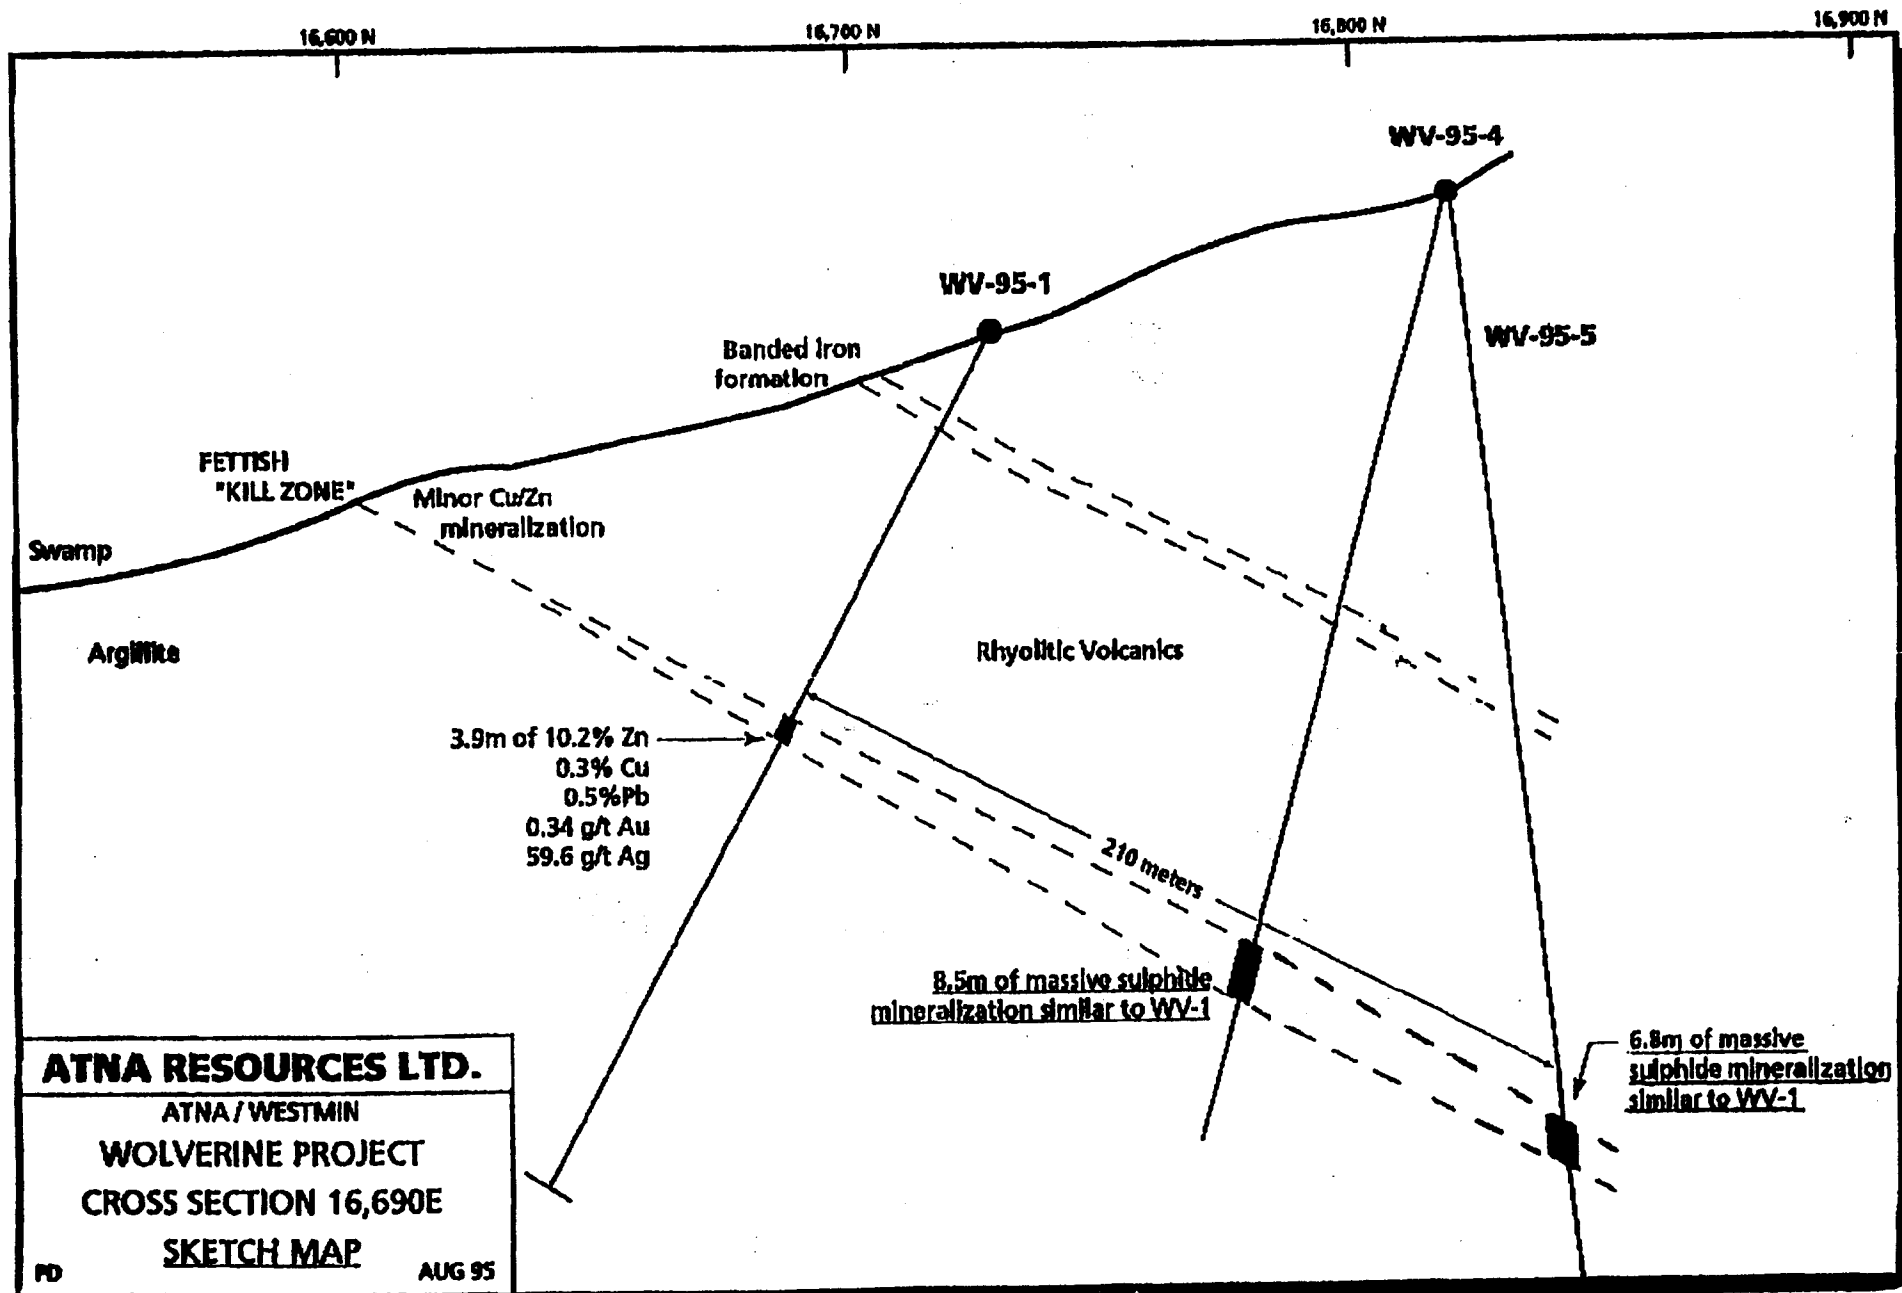 16,600 N
16,700 N
16,800 N
16,900 N
WV-95-4
WV-95-1
WV-95-5
Banded Iron
formation
FETTISH
"KILL ZONE"
Minor Cu/Zn
mineralization
Swamp
Argillite
Rhyolitic Volcanics
3.9m of 10.2% Zn
0.3% Cu
0.5%Pb
0.34 g/t Au
59.6 g/t Ag
210 meters
8.5m of massive sulphide
mineralization similar to WV-1
6.8m of massive
sulphide mineralization
similar to WV-1
ATNA RESOURCES LTD.
ATNA / WESTMIN
WOLVERINE PROJECT
CROSS SECTION 16,690E
SKETCH MAP
PD
AUG 95